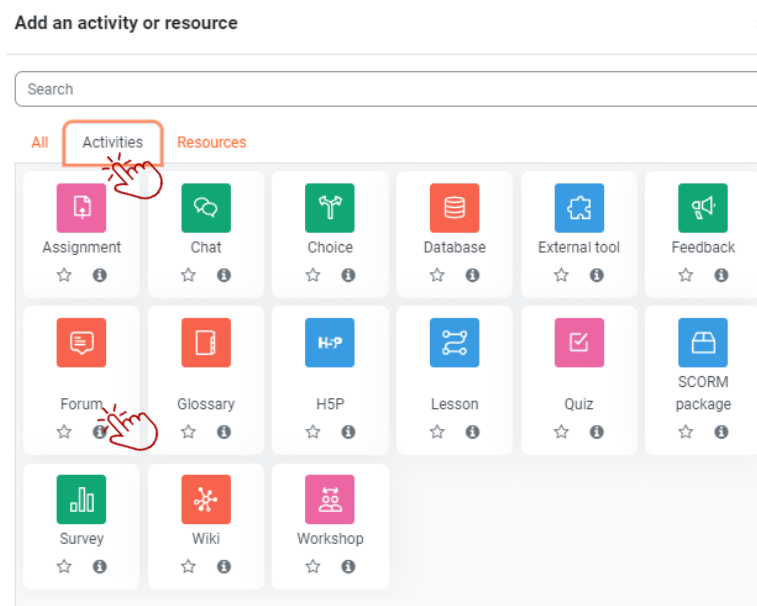 Add an activity or resource
Search
All Activities Resources
Assignment Chat Choice Database External tool Feedback
H5P
Forum Glossary H5P Lesson Quiz SCORM package
Survey Wiki Workshop